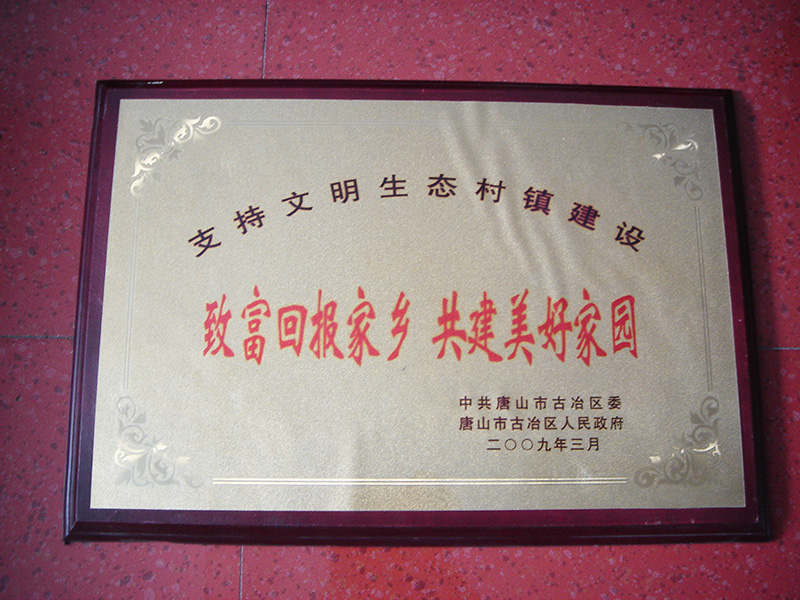 支持文明生态村镇建设
致富回报家乡 共建美好家园
中共唐山市古冶区委
唐山市古冶区人民政府
二〇〇九年三月